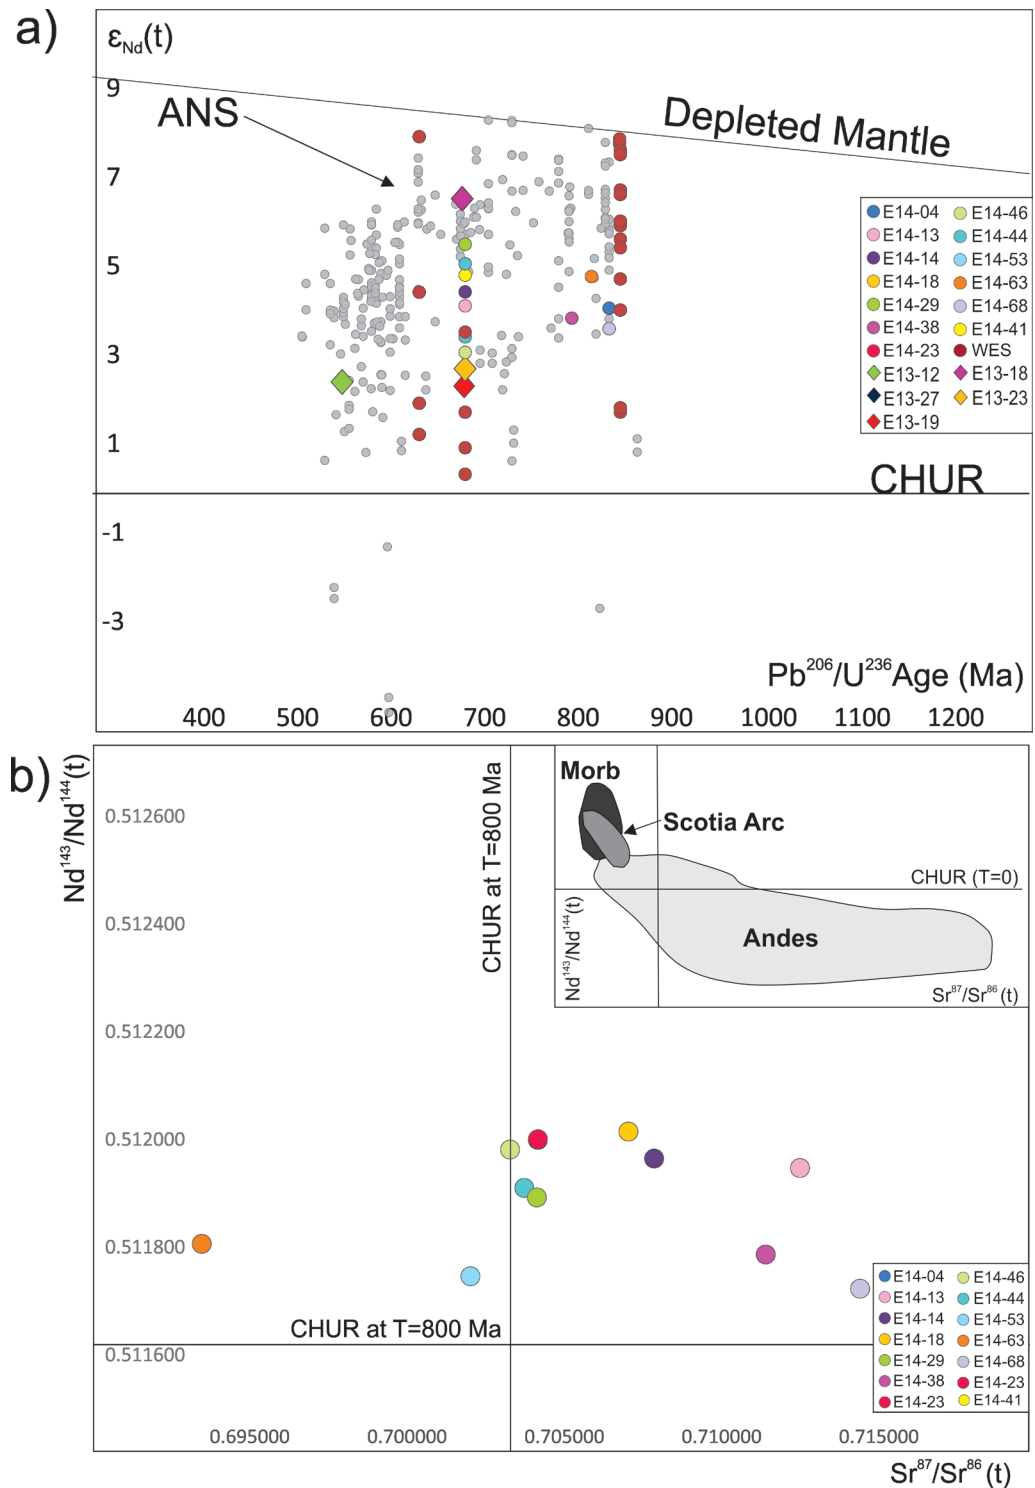 a)
εNd(t)
9
ANS
Depleted Mantle
7
5
3
1
E14-04
E14-13
E14-14
E14-18
E14-29
E14-38
E14-23
E13-12
E13-27
E13-19
E14-46
E14-44
E14-53
E14-63
E14-68
E14-41
WES
E13-18
E13-23
CHUR
-1
-3
Pb²⁰⁶/U²³⁶Age (Ma)
400 500 600 700 800 900 1000 1100 1200
b)
Nd¹⁴³/Nd¹⁴⁴(t)
0.512600
0.512400
0.512200
0.512000
0.511800
0.511600
CHUR at T=800 Ma
CHUR at T=800 Ma
Morb
Scotia Arc
CHUR (T=0)
Andes
Nd¹⁴³/Nd¹⁴⁴(t)
Sr⁸⁷/Sr⁸⁶(t)
E14-04
E14-13
E14-14
E14-18
E14-29
E14-38
E14-23
E14-46
E14-44
E14-53
E14-63
E14-68
E14-23
E14-41
0.695000 0.700000 0.705000 0.710000 0.715000
Sr⁸⁷/Sr⁸⁶(t)